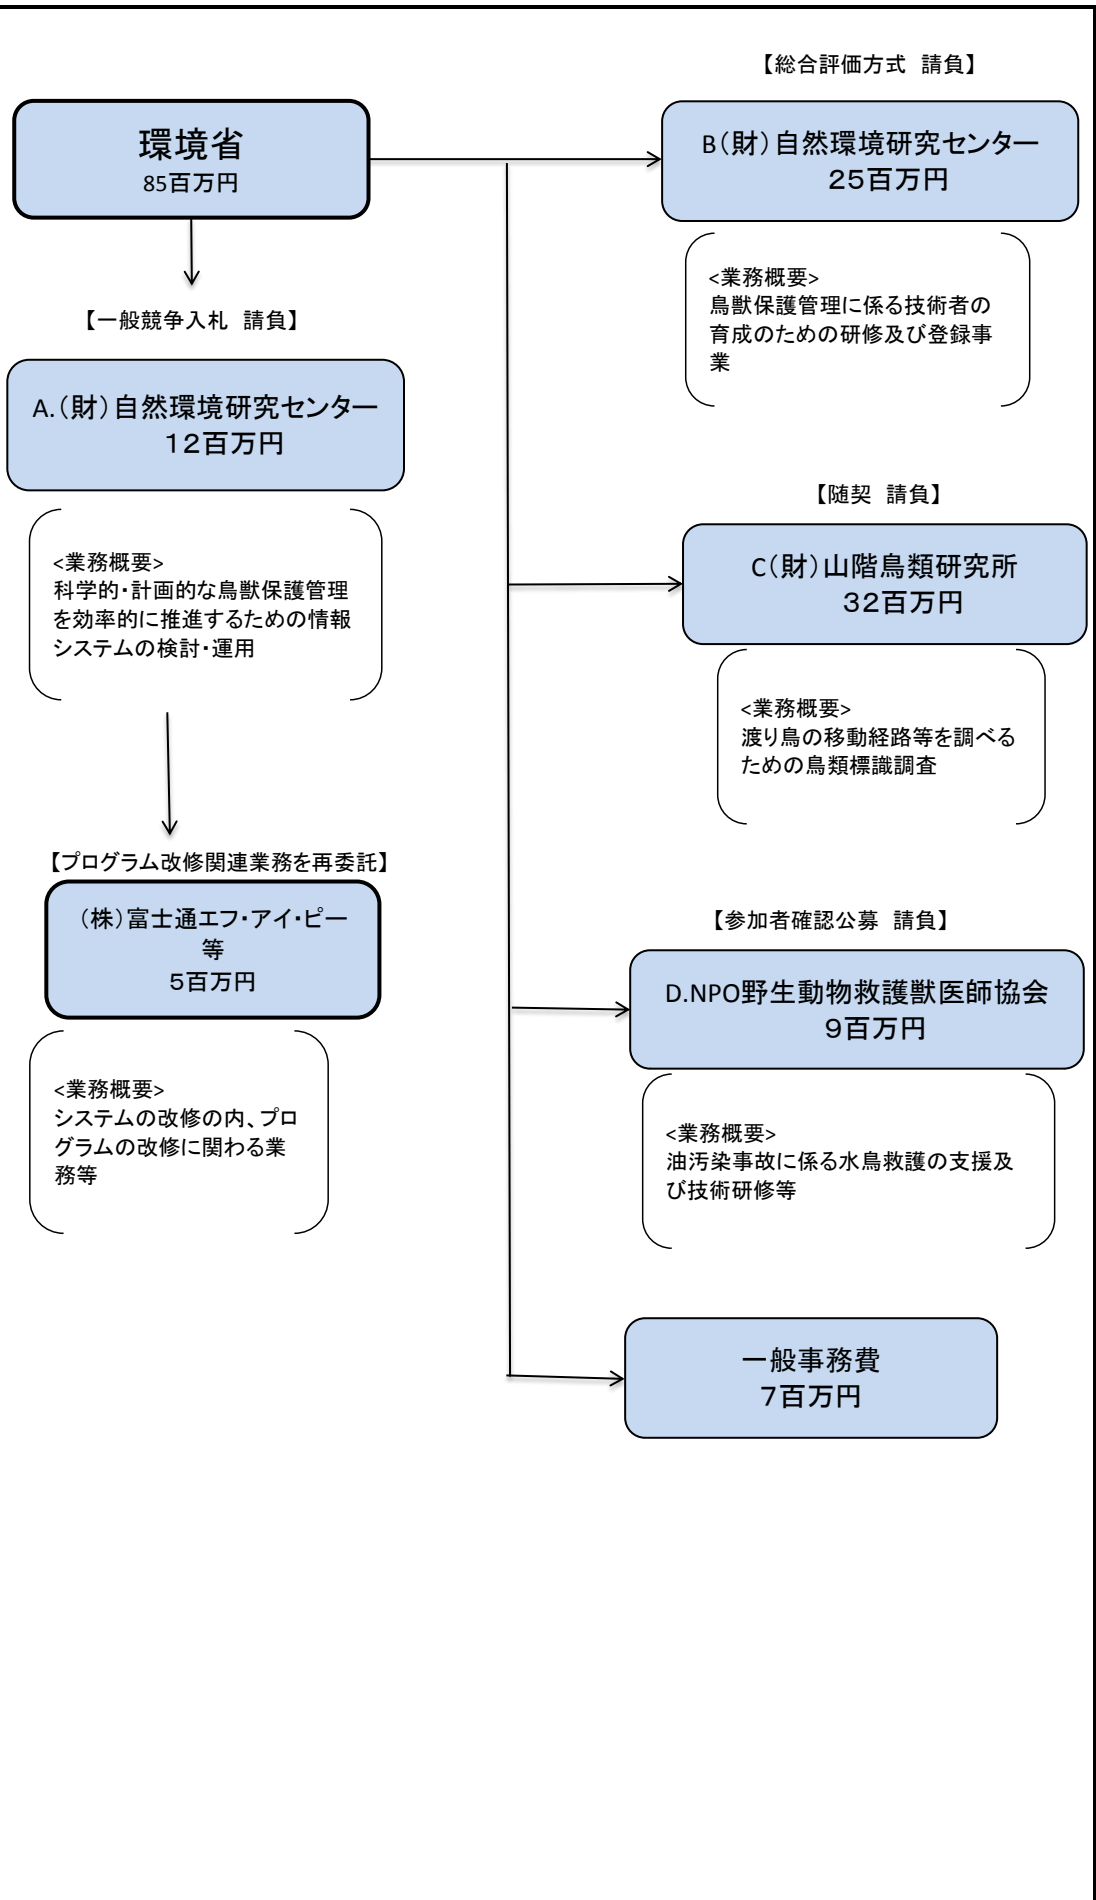 環境省
85百万円
【一般競争入札 請負】
A.(財)自然環境研究センター
12百万円
<業務概要>
科学的・計画的な鳥獣保護管理
を効率的に推進するための情報
システムの検討・運用
【プログラム改修関連業務を再委託】
(株)富士通エフ・アイ・ピー
等
5百万円
<業務概要>
システムの改修の内、プロ
グラムの改修に関わる業
務等
【総合評価方式 請負】
B(財)自然環境研究センター
25百万円
<業務概要>
鳥獣保護管理に係る技術者の
育成のための研修及び登録事
業
【随契 請負】
C(財)山階鳥類研究所
32百万円
<業務概要>
渡り鳥の移動経路等を調べる
ための鳥類標識調査
【参加者確認公募 請負】
D.NPO野生動物救護獣医師協会
9百万円
<業務概要>
油汚染事故に係る水鳥救護の支援及
び技術研修等
一般事務費
7百万円